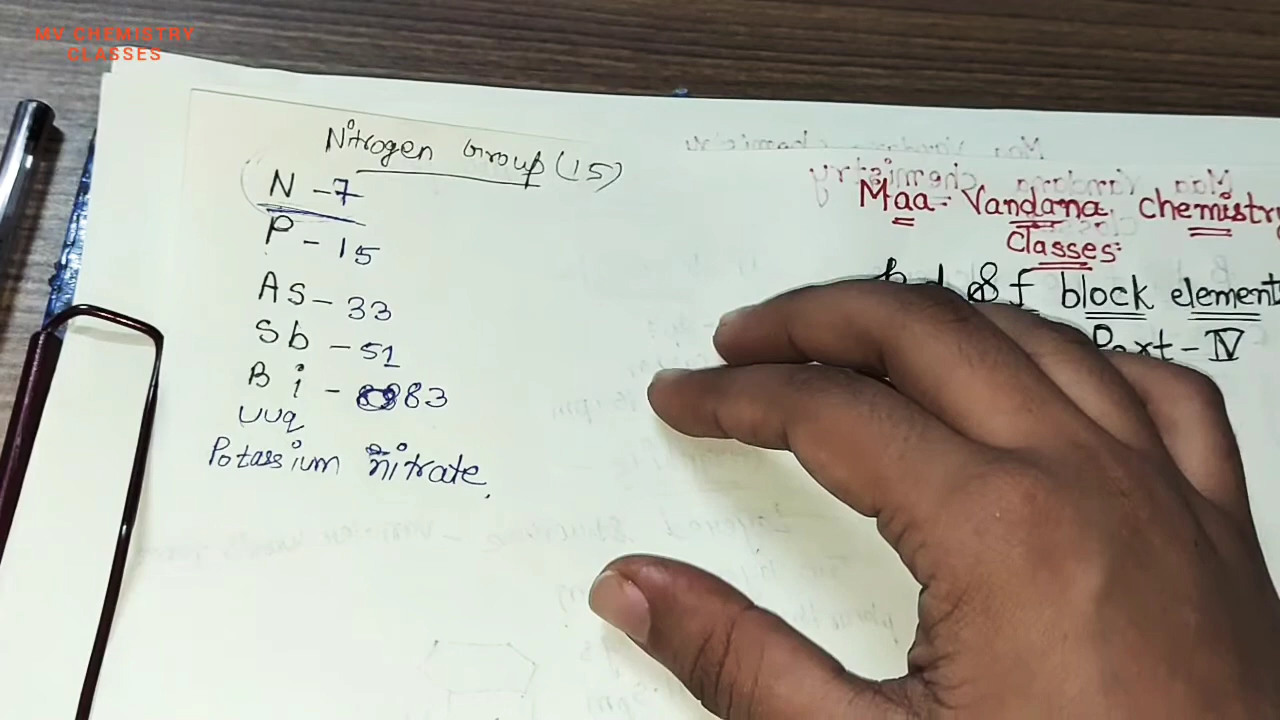 MV CHEMISTRY
CLASSES
Nitrogen Group (15)
N - 7
P - 15
As - 33
Sb - 51
Bi - 83
UUq
Potassium nitrate.
Maa Vandana chemistry
Classes:
& f block element
Part - IV